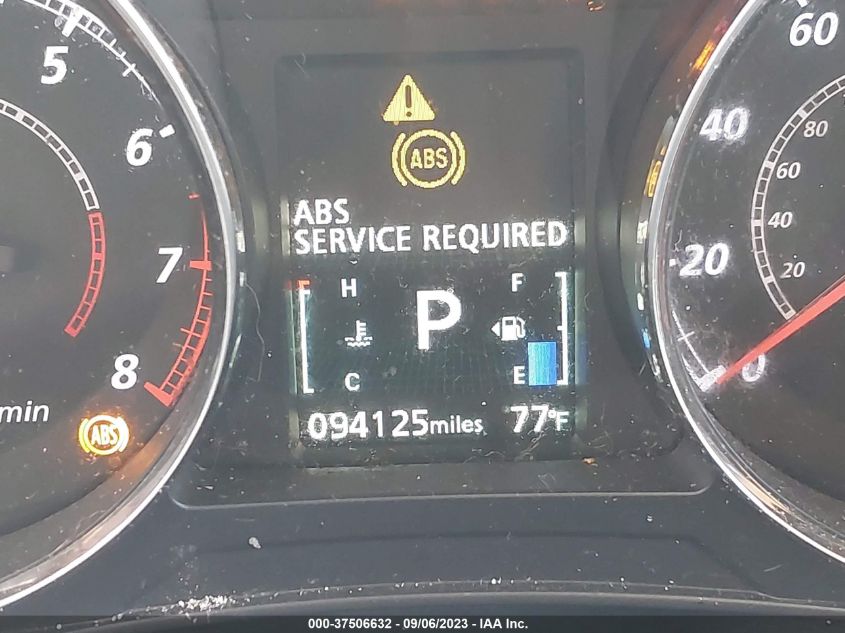 5
6
7
8
min
ABS
ABS
ABS
SERVICE REQUIRED
H
F
P
C
E
094125miles 77°F
60
40
20
0
80
60
40
20
000-37506632 - 09/06/2023 - IAA Inc.